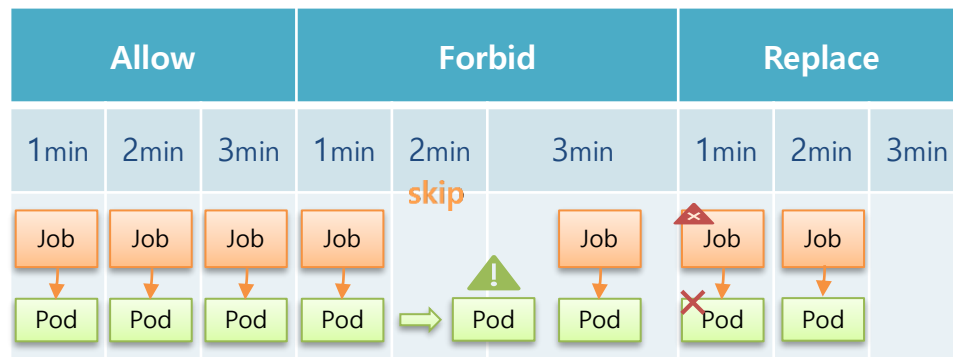 Allow Forbid Replace
1min 2min 3min 1min 2min 3min 1min 2min 3min
skip
Job Job Job Job Job Job Job
Pod Pod Pod Pod Pod Pod Pod Pod